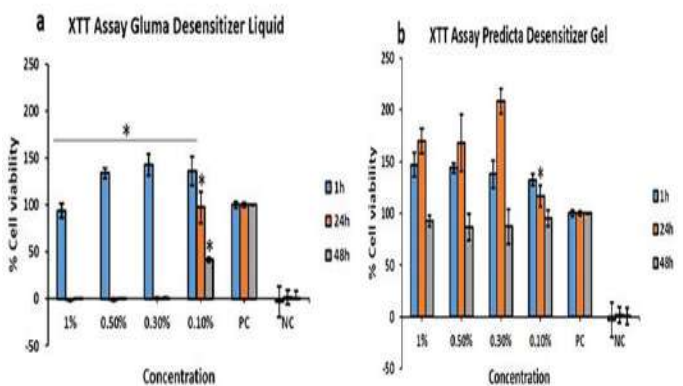 a XTT Assay Gluma Desensitizer Liquid
250
200
150
100
50
0
-50
% Cell viability
*
*
*
1%
0.50%
0.30%
0.10%
PC
NC
Concentration
1h
24h
48h
b XTT Assay Predicta Desensitizer Gel
250
200
150
100
50
0
-50
% Cell viability
*
1%
0.50%
0.30%
0.10%
PC
NC
Concentration
1h
24h
48h